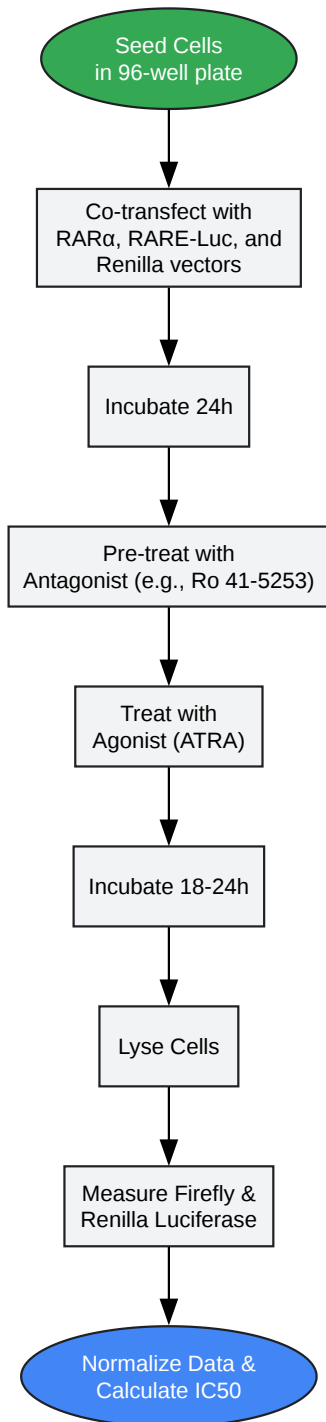 Seed Cells
in 96-well plate
Co-transfect with
RARα, RARE-Luc, and
Renilla vectors
Incubate 24h
Pre-treat with
Antagonist (e.g., Ro 41-5253)
Treat with
Agonist (ATRA)
Incubate 18-24h
Lyse Cells
Measure Firefly &
Renilla Luciferase
Normalize Data &
Calculate IC50